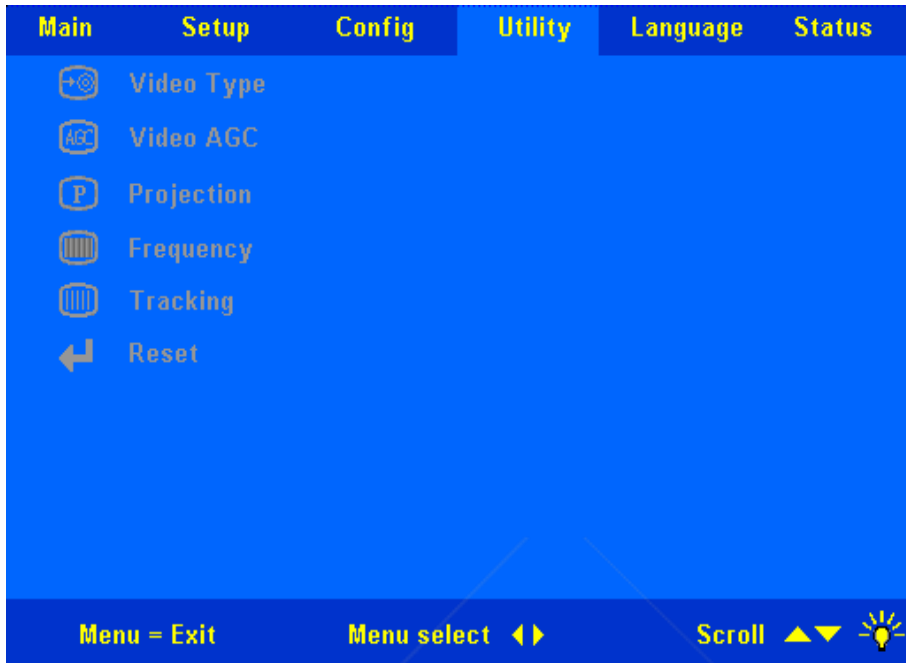 Main Setup Config Utility Language Status
Video Type
AGC Video AGC
P Projection
Frequency
Tracking
Reset
Menu = Exit Menu select Scroll